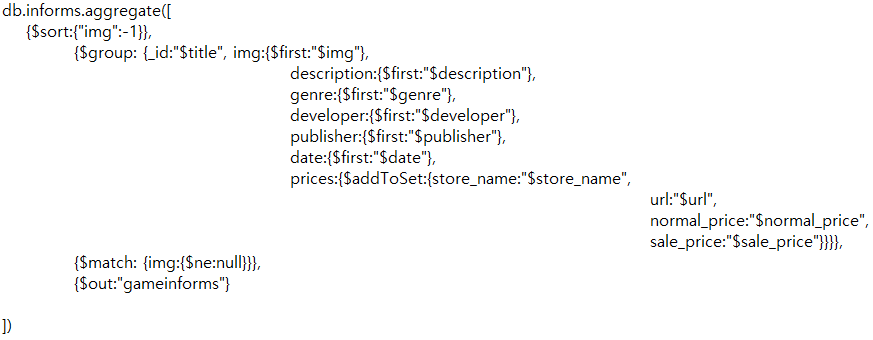 db.informs.aggregate([
{$sort:{"img":-1}},
{$group: {_id:"$title", img:{$first:"$img"},
description:{$first:"$description"},
genre:{$first:"$genre"},
developer:{$first:"$developer"},
publisher:{$first:"$publisher"},
date:{$first:"$date"},
prices:{$addToSet:{store_name:"$store_name",
url:"$url",
normal_price:"$normal_price",
sale_price:"$sale_price"}}}},
{$match: {img:{$ne:null}}},
{$out:"gameinforms"}
])